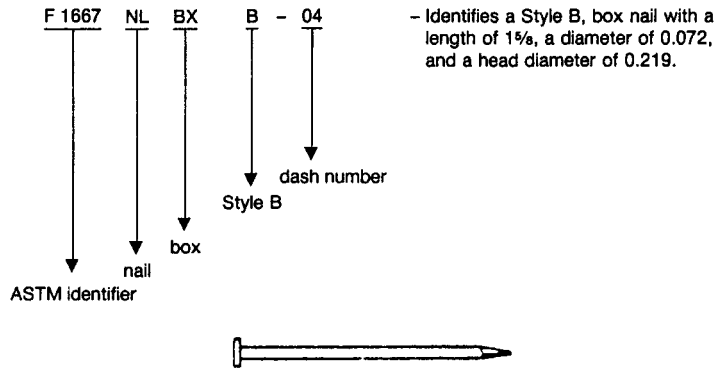 F 1667 NL BX B – 04
– Identifies a Style B, box nail with a
length of 1⅝, a diameter of 0.072,
and a head diameter of 0.219.
dash number
Style B
box
nail
ASTM identifier